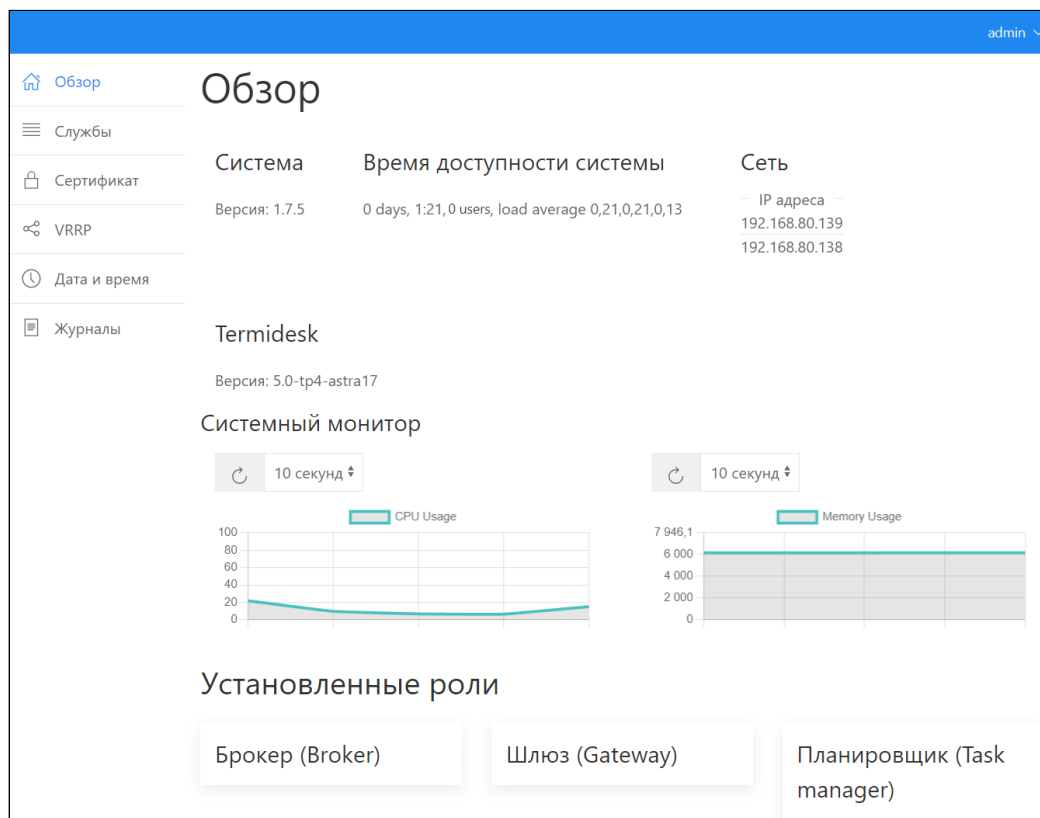 admin
Обзор
Службы
Сертификат
VRRP
Дата и время
Журналы
Обзор
Система
Версия: 1.7.5
Время доступности системы
0 days, 1:21, 0 users, load average 0,21,0,21,0,13
Сеть
IP адреса
192.168.80.139
192.168.80.138
Termidesk
Версия: 5.0-tp4-astra17
Системный монитор
10 секунд
CPU Usage
100
80
60
40
20
0
10 секунд
Memory Usage
7 946,1
6 000
4 000
2 000
0
Установленные роли
Брокер (Broker)
Шлюз (Gateway)
Планировщик (Task
manager)